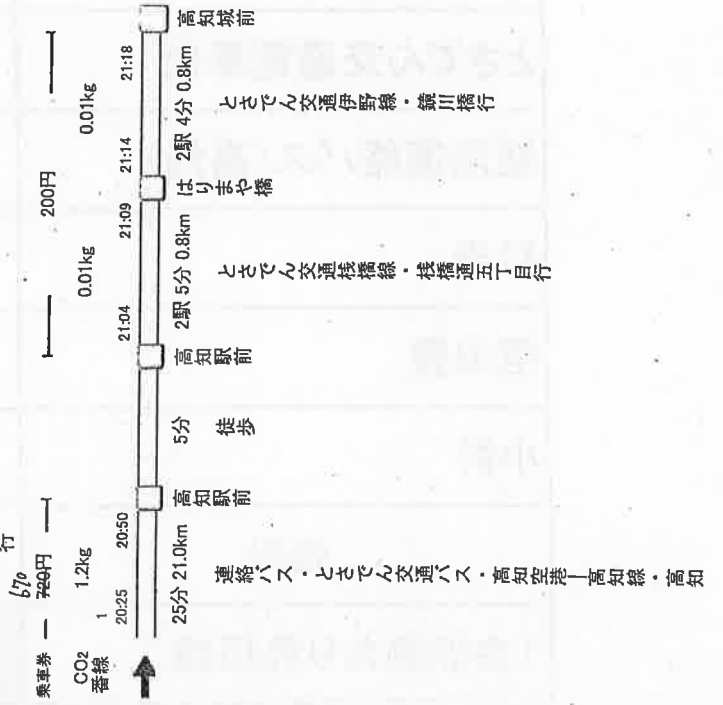 行
670
乗車券 720円 200円
CO2 1.2kg 0.01kg 0.01kg
番線 1
20:25 20:50 21:04 21:09 21:14 21:18
25分 21.0km
連絡バス・とさでん交通バス・高知空港―高知線・高知
高知駅前
5分 徒歩
高知駅前
2駅 5分 0.8km
とさでん交通桟橋線・桟橋通五丁目行
はりまや橋
2駅 4分 0.8km
とさでん交通伊野線・鏡川橋行
高知城前